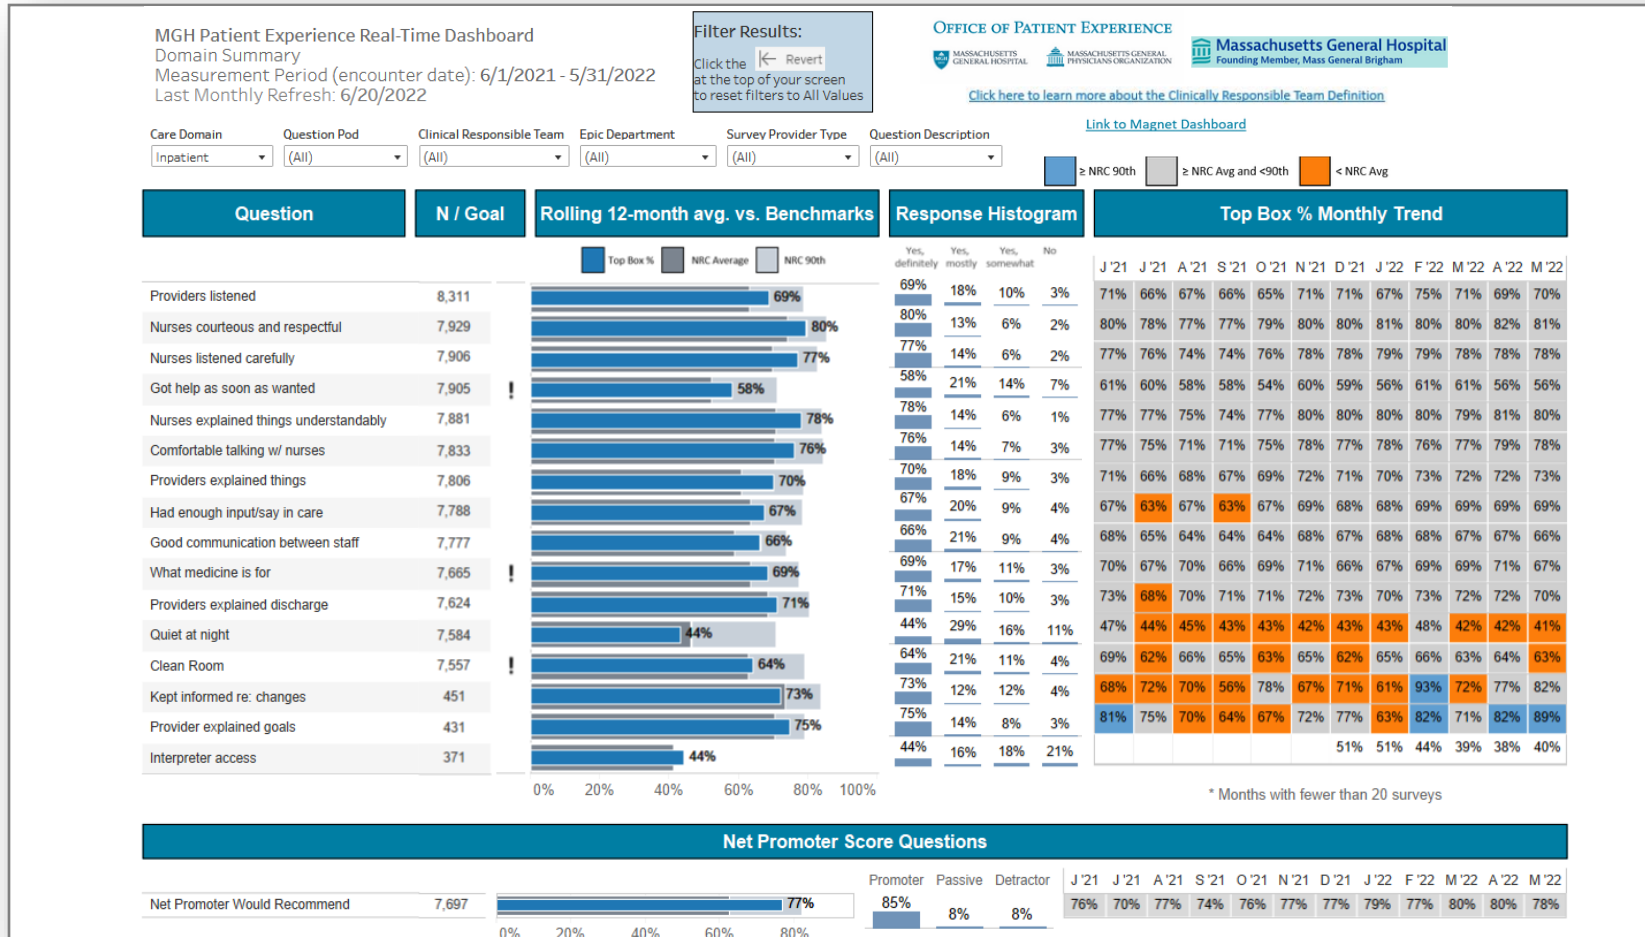 MGH Patient Experience Real-Time Dashboard
Domain Summary
Measurement Period (encounter date): 6/1/2021 - 5/31/2022
Last Monthly Refresh: 6/20/2022
Filter Results:
Click the Revert
at the top of your screen
to reset filters to All Values
OFFICE OF PATIENT EXPERIENCE
MASSACHUSETTS GENERAL HOSPITAL
MASSACHUSETTS GENERAL PHYSICIANS ORGANIZATION
Massachusetts General Hospital
Founding Member, Mass General Brigham
Click here to learn more about the Clinically Responsible Team Definition
Link to Magnet Dashboard
Care Domain Question Pod Clinical Responsible Team Epic Department Survey Provider Type Question Description
Inpatient (All) (All) (All) (All) (All)
≥ NRC 90th ≥ NRC Avg and <90th < NRC Avg
Question N / Goal Rolling 12-month avg. vs. Benchmarks Response Histogram Top Box % Monthly Trend
Top Box % NRC Average NRC 90th
Yes, definitely Yes, mostly Yes, somewhat No
J '21 J '21 A '21 S '21 O '21 N '21 D '21 J '22 F '22 M '22 A '22 M '22
Providers listened 8,311 69% 69% 18% 10% 3% 71% 66% 67% 66% 65% 71% 71% 67% 75% 71% 69% 70%
Nurses courteous and respectful 7,929 80% 80% 13% 6% 2% 80% 78% 77% 77% 79% 80% 80% 81% 80% 80% 82% 81%
Nurses listened carefully 7,906 77% 77% 14% 6% 2% 77% 76% 74% 74% 76% 78% 78% 79% 79% 78% 78% 78%
Got help as soon as wanted 7,905 ! 58% 58% 21% 14% 7% 61% 60% 58% 58% 54% 60% 59% 56% 61% 61% 56% 56%
Nurses explained things understandably 7,881 78% 78% 14% 6% 1% 77% 77% 75% 74% 77% 80% 80% 80% 80% 79% 81% 80%
Comfortable talking w/ nurses 7,833 76% 76% 14% 7% 3% 77% 75% 71% 71% 75% 78% 77% 78% 76% 77% 79% 78%
Providers explained things 7,806 70% 70% 18% 9% 3% 71% 66% 68% 67% 69% 72% 71% 70% 73% 72% 72% 73%
Had enough input/say in care 7,788 67% 67% 20% 9% 4% 67% 63% 67% 63% 67% 69% 68% 68% 69% 69% 69% 69%
Good communication between staff 7,777 66% 66% 21% 9% 4% 68% 65% 64% 64% 64% 68% 67% 68% 68% 67% 67% 66%
What medicine is for 7,665 ! 69% 69% 17% 11% 3% 70% 67% 70% 66% 69% 71% 66% 67% 69% 69% 71% 67%
Providers explained discharge 7,624 71% 71% 15% 10% 3% 73% 68% 70% 71% 71% 72% 73% 70% 73% 72% 72% 70%
Quiet at night 7,584 44% 44% 29% 16% 11% 47% 44% 45% 43% 43% 42% 43% 43% 48% 42% 42% 41%
Clean Room 7,557 ! 64% 64% 21% 11% 4% 69% 62% 66% 65% 63% 65% 62% 65% 66% 63% 64% 63%
Kept informed re: changes 451 73% 73% 12% 12% 4% 68% 72% 70% 56% 78% 67% 71% 61% 93% 72% 77% 82%
Provider explained goals 431 75% 75% 14% 8% 3% 81% 75% 70% 64% 67% 72% 77% 63% 82% 71% 82% 89%
Interpreter access 371 44% 44% 16% 18% 21% 51% 51% 44% 39% 38% 40%
0% 20% 40% 60% 80% 100%
* Months with fewer than 20 surveys
Net Promoter Score Questions
Promoter Passive Detractor J '21 J '21 A '21 S '21 O '21 N '21 D '21 J '22 F '22 M '22 A '22 M '22
Net Promoter Would Recommend 7,697 77% 85% 8% 8% 76% 70% 77% 74% 76% 77% 77% 79% 77% 80% 80% 78%
0% 20% 40% 60% 80%